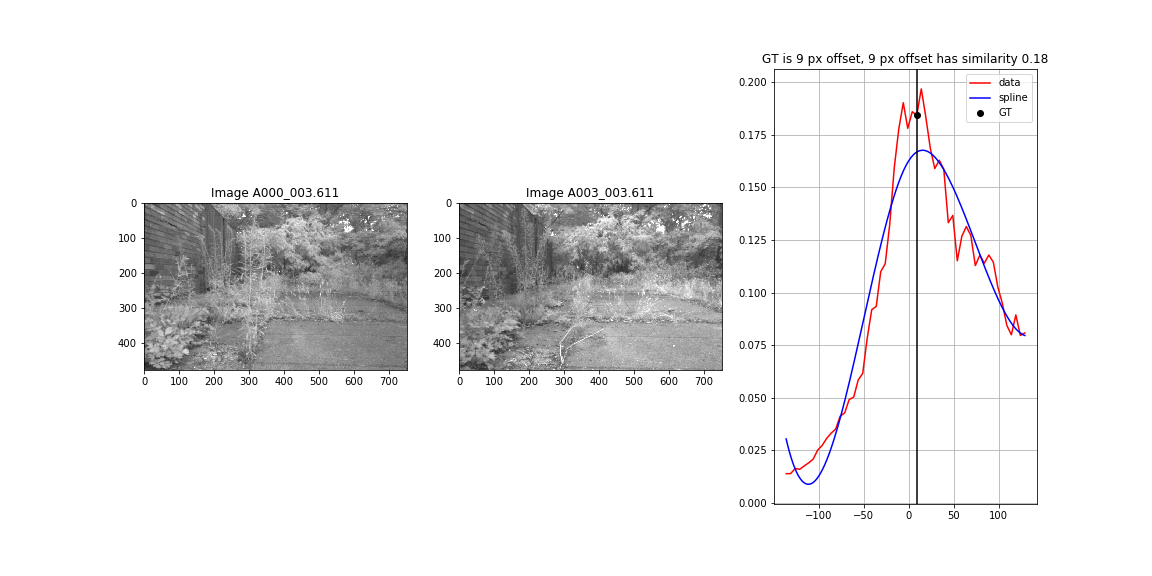 Image A000_003.611
0
100
200
300
400
0 100 200 300 400 500 600 700
Image A003_003.611
0
100
200
300
400
0 100 200 300 400 500 600 700
GT is 9 px offset, 9 px offset has similarity 0.18
data
spline
GT
0.200
0.175
0.150
0.125
0.100
0.075
0.050
0.025
0.000
−100 −50 0 50 100